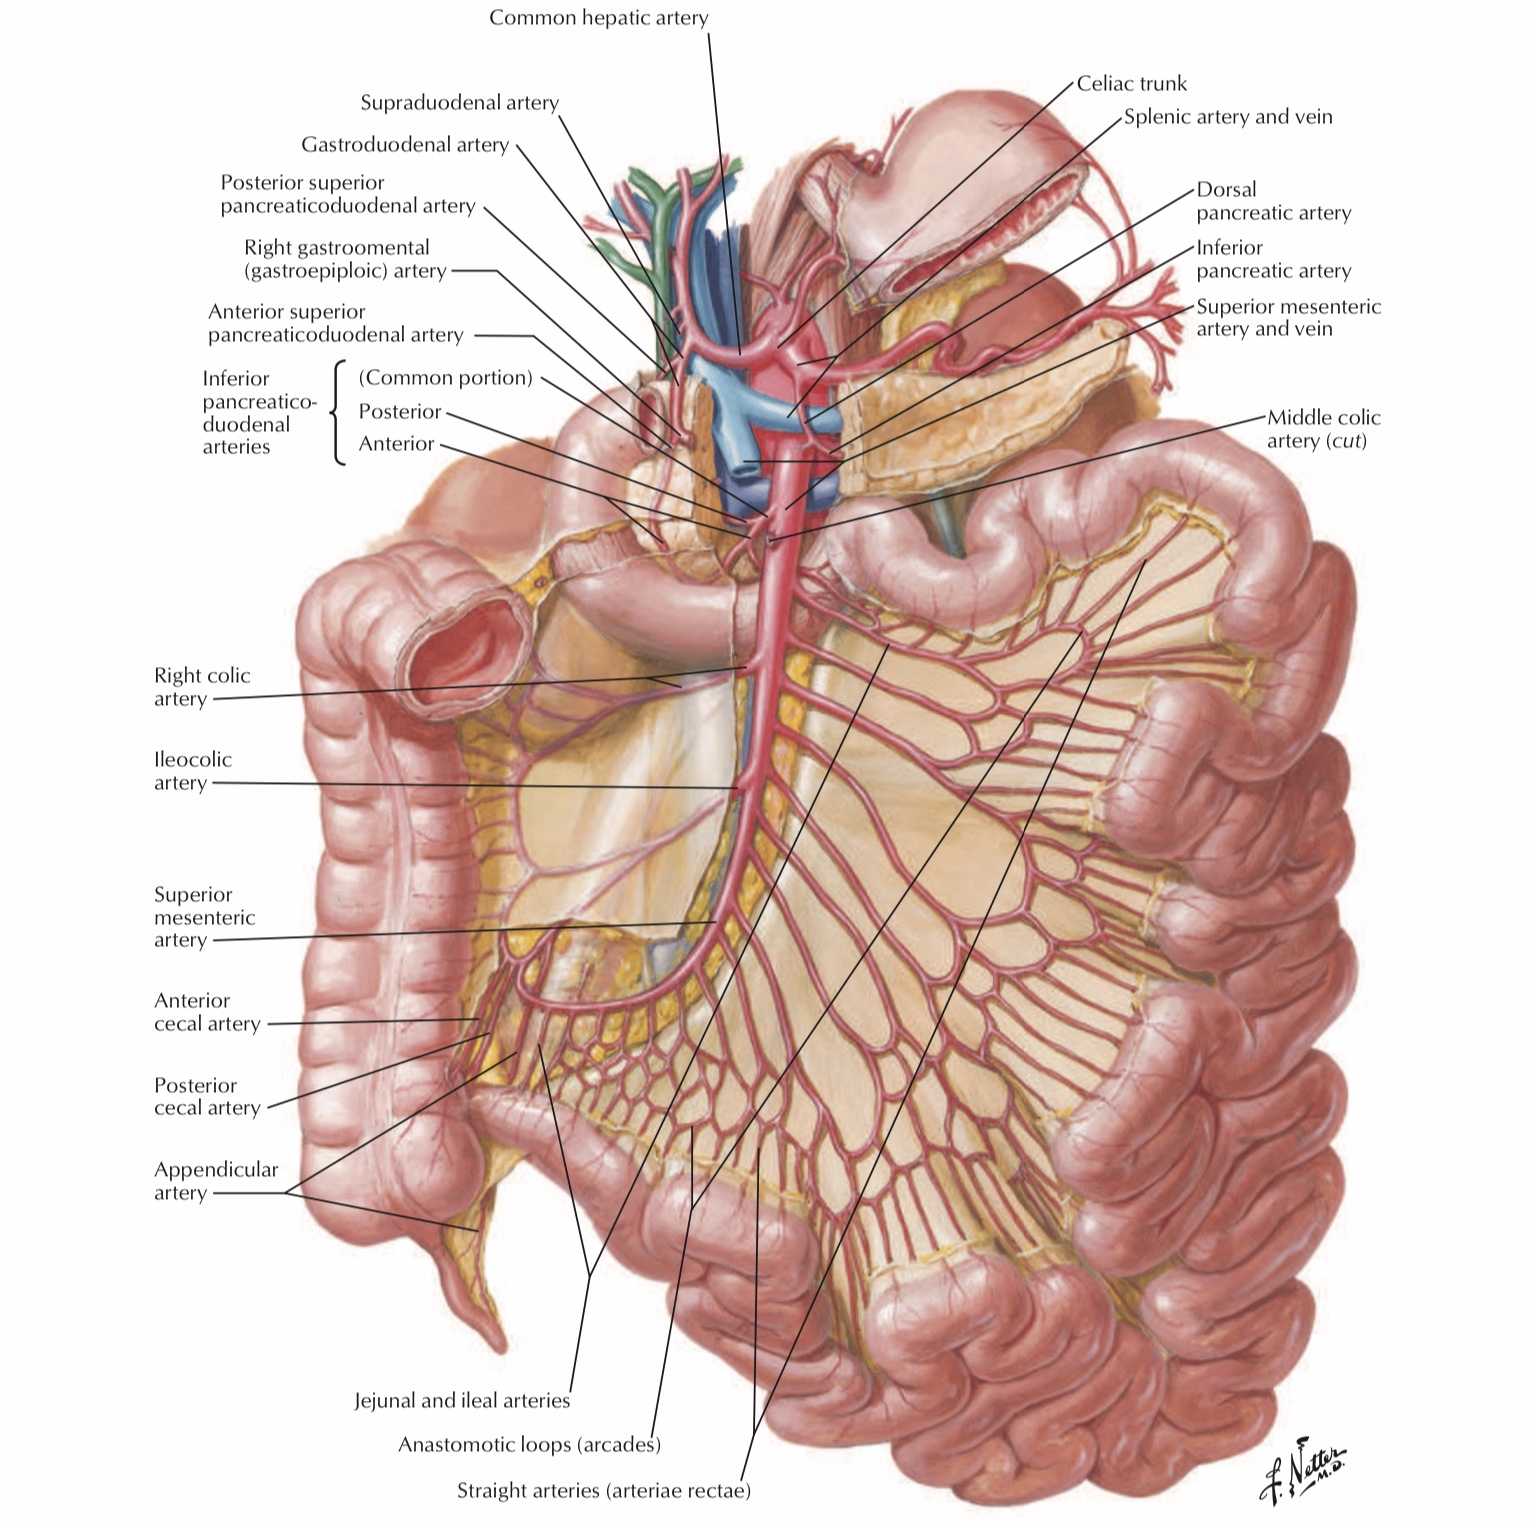 Common hepatic artery
Supraduodenal artery
Gastroduodenal artery
Posterior superior
pancreaticoduodenal artery
Right gastroomental
(gastroepiploic) artery
Anterior superior
pancreaticoduodenal artery
Inferior
pancreatico-
duodenal
arteries
(Common portion)
Posterior
Anterior
Celiac trunk
Splenic artery and vein
Dorsal
pancreatic artery
Inferior
pancreatic artery
Superior mesenteric
artery and vein
Middle colic
artery (cut)
Right colic
artery
Ileocolic
artery
Superior
mesenteric
artery
Anterior
cecal artery
Posterior
cecal artery
Appendicular
artery
Jejunal and ileal arteries
Anastomotic loops (arcades)
Straight arteries (arteriae rectae)
F. Netter
M.D.